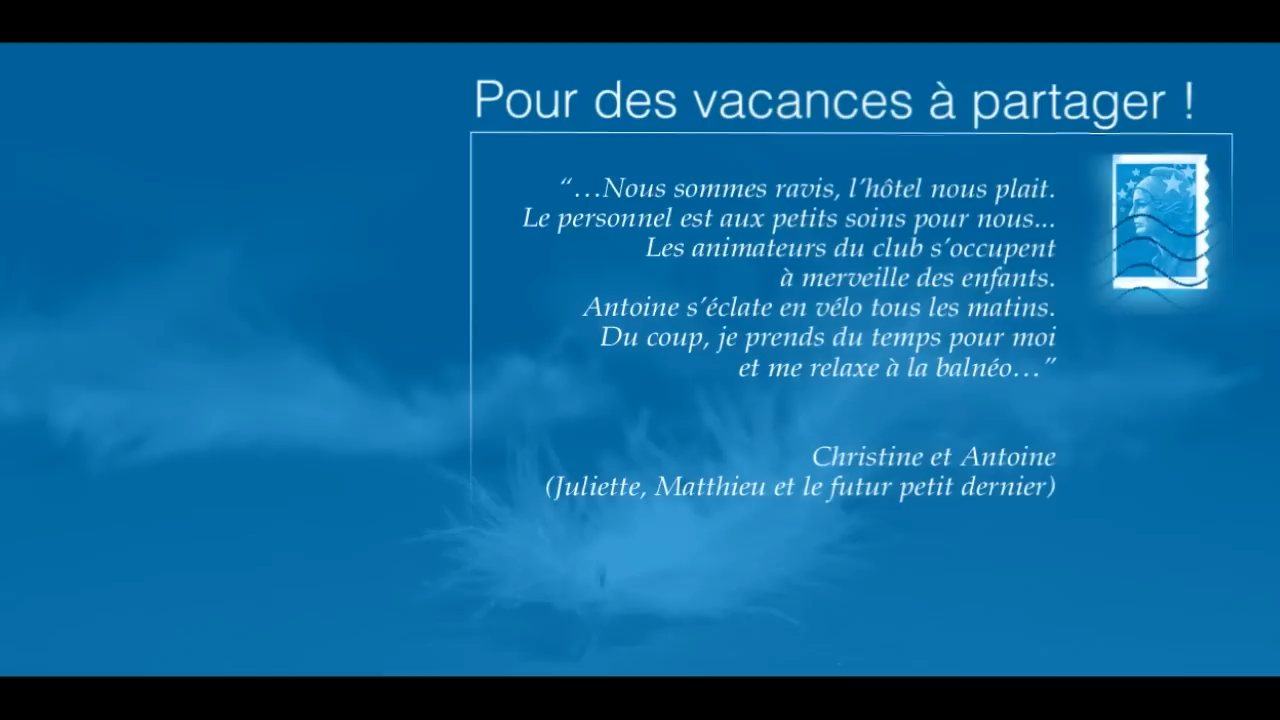 Pour des vacances à partager !
“…Nous sommes ravis, l’hôtel nous plait.
Le personnel est aux petits soins pour nous...
Les animateurs du club s’occupent
à merveille des enfants.
Antoine s’éclate en vélo tous les matins.
Du coup, je prends du temps pour moi
et me relaxe à la balnéo…”
Christine et Antoine
(Juliette, Matthieu et le futur petit dernier)